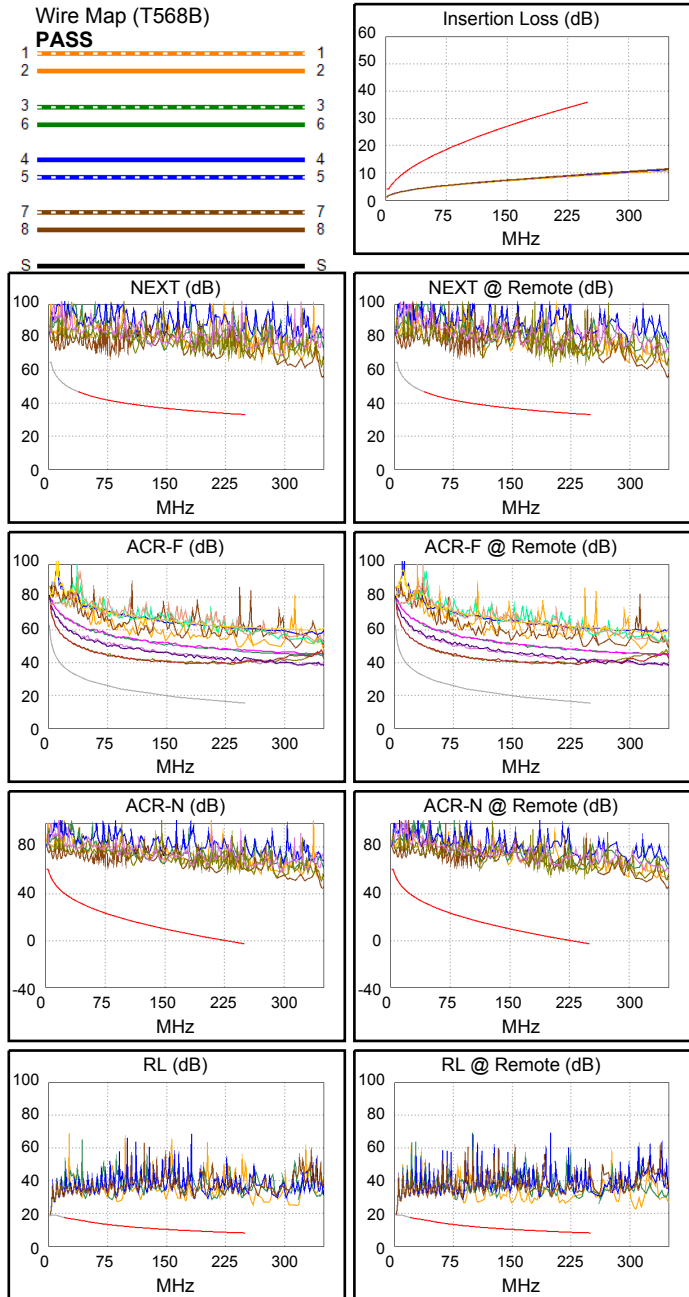 Wire Map (T568B)
PASS
1 1
2 2
3 3
6 6
4 4
5 5
7 7
8 8
S S
Insertion Loss (dB)
60
50
40
30
20
10
0
0 75 150 225 300
MHz
NEXT (dB)
100
80
60
40
20
0
0 75 150 225 300
MHz
NEXT @ Remote (dB)
100
80
60
40
20
0
0 75 150 225 300
MHz
ACR-F (dB)
100
80
60
40
20
0
0 75 150 225 300
MHz
ACR-F @ Remote (dB)
100
80
60
40
20
0
0 75 150 225 300
MHz
ACR-N (dB)
80
40
0
-40
0 75 150 225 300
MHz
ACR-N @ Remote (dB)
80
40
0
-40
0 75 150 225 300
MHz
RL (dB)
100
80
60
40
20
0
0 75 150 225 300
MHz
RL @ Remote (dB)
100
80
60
40
20
0
0 75 150 225 300
MHz